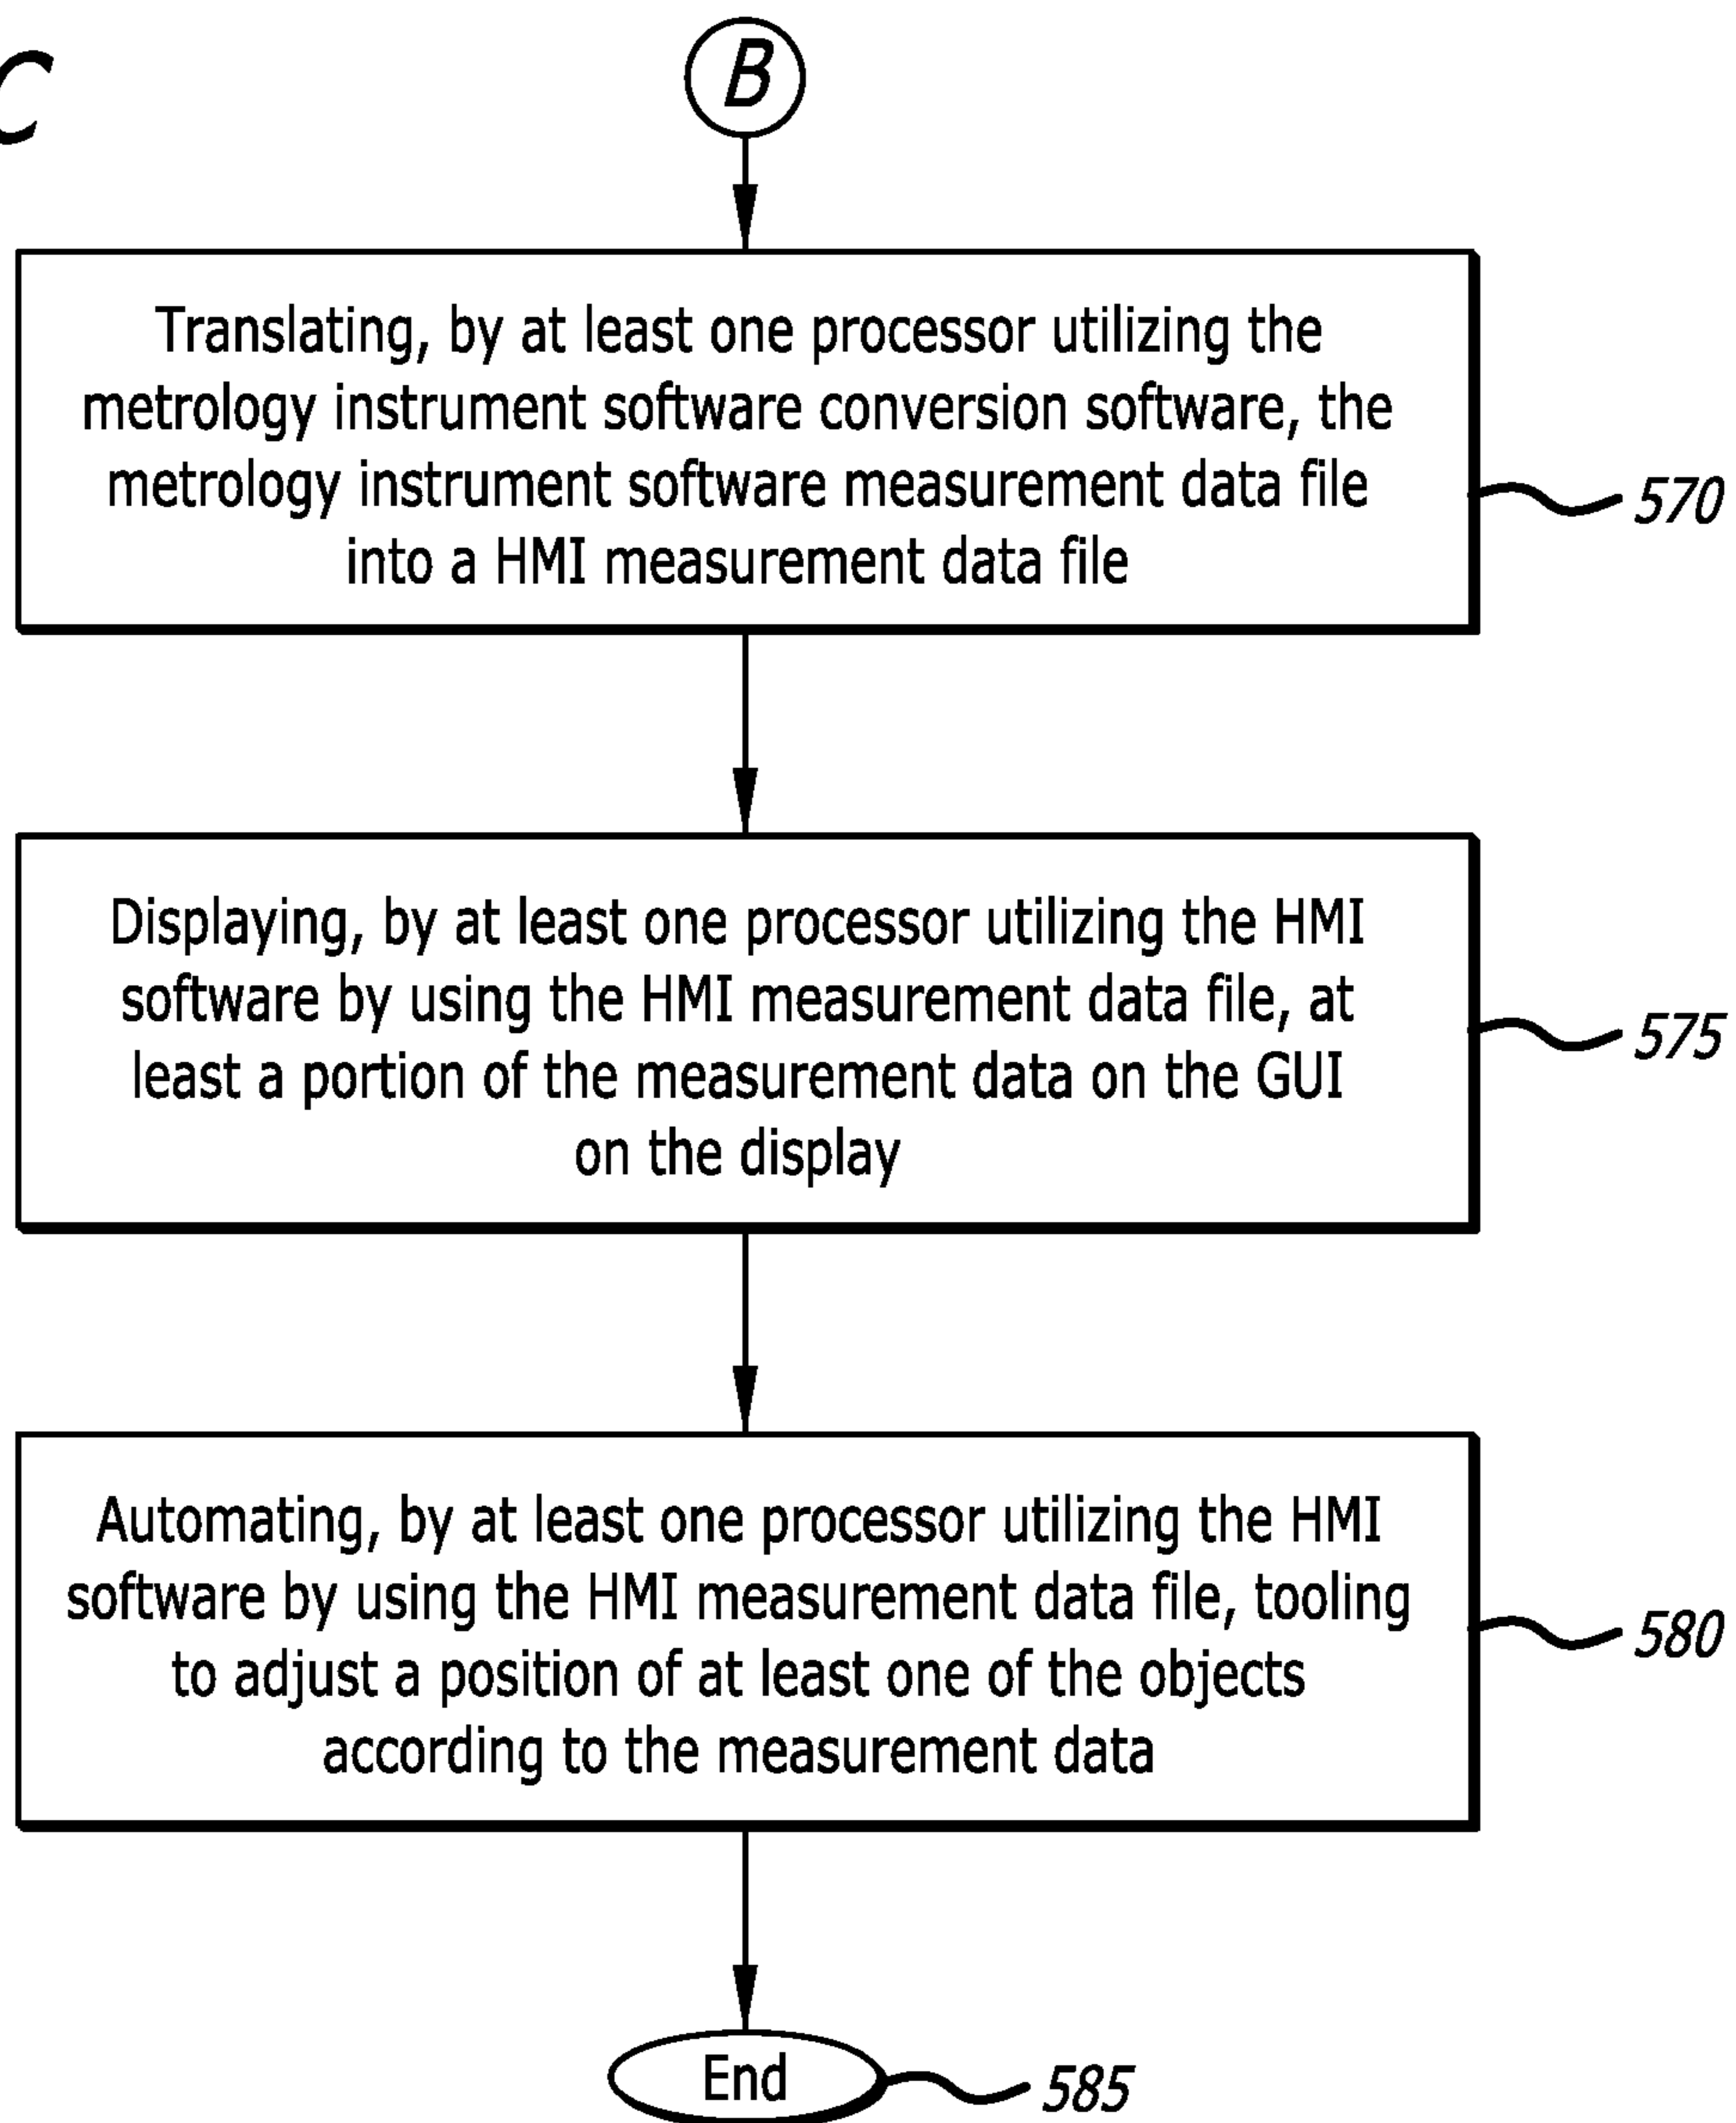 C
B
Translating, by at least one processor utilizing the
metrology instrument software conversion software, the
metrology instrument software measurement data file
into a HMI measurement data file
570
Displaying, by at least one processor utilizing the HMI
software by using the HMI measurement data file, at
least a portion of the measurement data on the GUI
on the display
575
Automating, by at least one processor utilizing the HMI
software by using the HMI measurement data file, tooling
to adjust a position of at least one of the objects
according to the measurement data
580
End
585